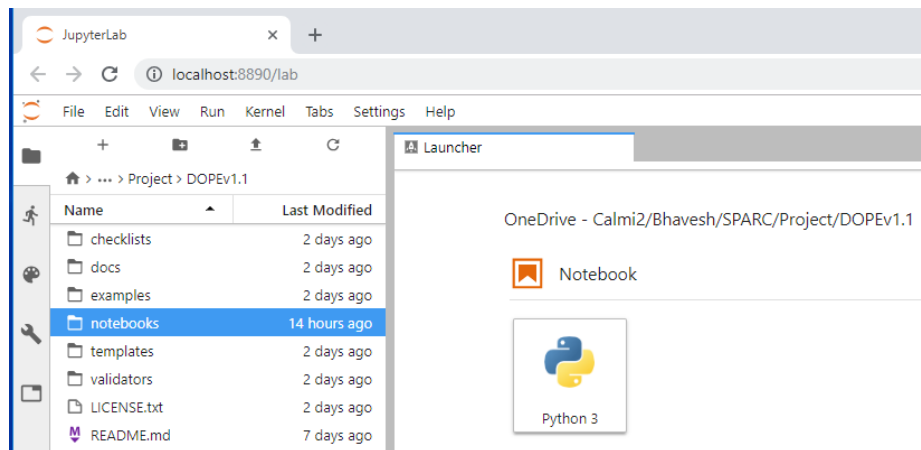 JupyterLab
localhost:8890/lab
File Edit View Run Kernel Tabs Settings Help
Launcher
> ... > Project > DOPEv1.1
Name Last Modified
checklists 2 days ago
docs 2 days ago
examples 2 days ago
notebooks 14 hours ago
templates 2 days ago
validators 2 days ago
LICENSE.txt 2 days ago
README.md 7 days ago
OneDrive - Calmi2/Bhavesh/SPARC/Project/DOPEv1.1
Notebook
Python 3